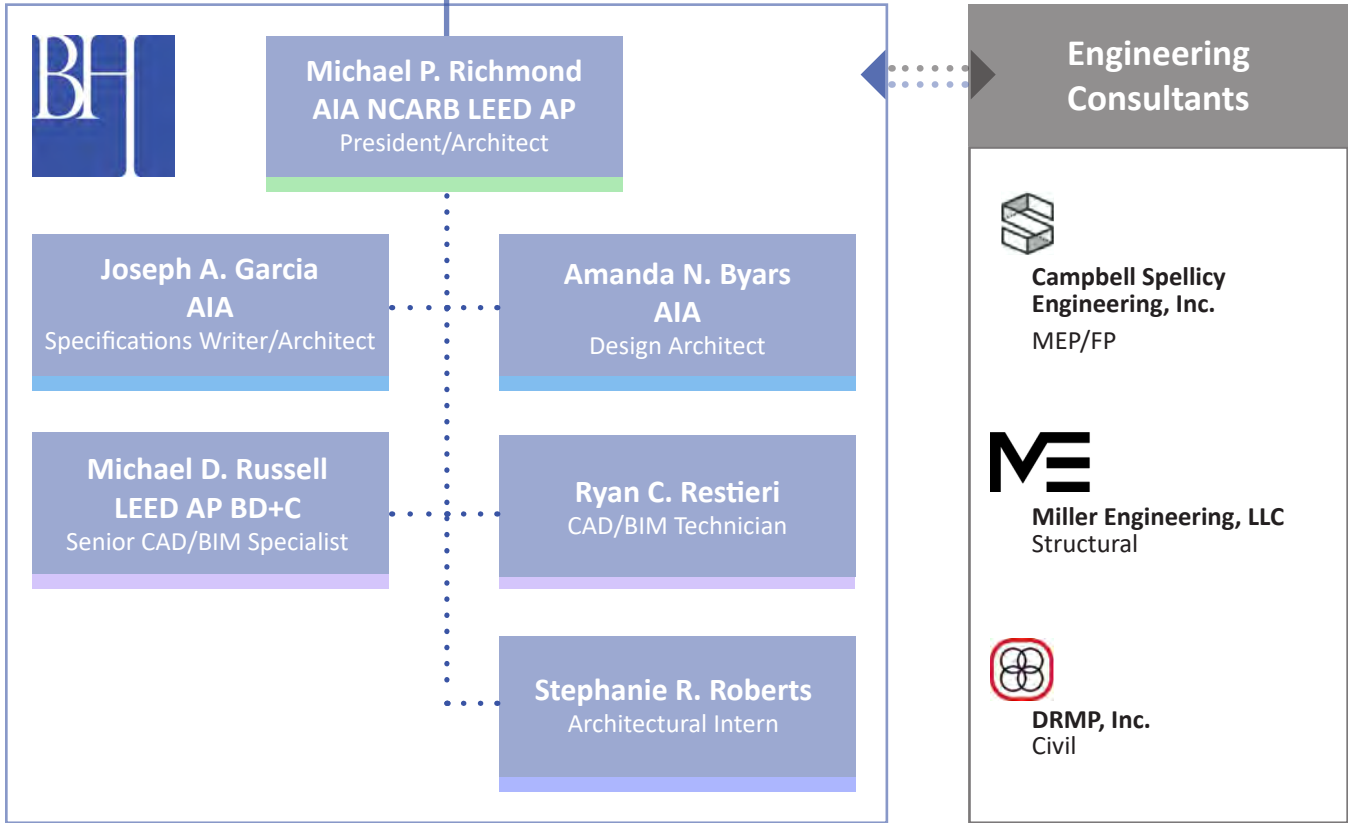 BH
Michael P. Richmond
AIA NCARB LEED AP
President/Architect
Joseph A. Garcia
AIA
Specifications Writer/Architect
Amanda N. Byars
AIA
Design Architect
Michael D. Russell
LEED AP BD+C
Senior CAD/BIM Specialist
Ryan C. Restieri
CAD/BIM Technician
Stephanie R. Roberts
Architectural Intern
Engineering
Consultants
Campbell Spellicy
Engineering, Inc.
MEP/FP
ME
Miller Engineering, LLC
Structural
DRMP, Inc.
Civil